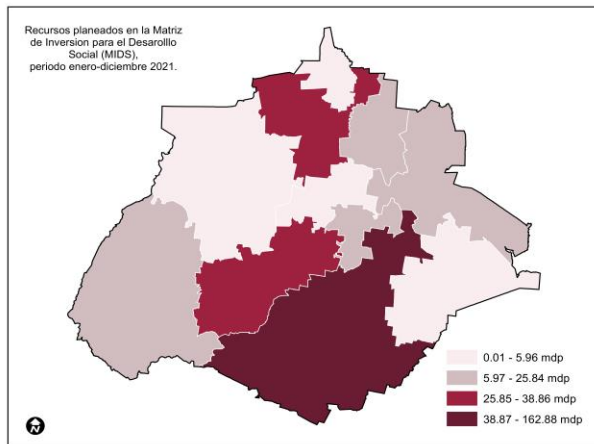 Recursos planeados en la Matriz
de Inversion para el Desarolllo
Social (MIDS),
periodo enero-diciembre 2021.
0.01 - 5.96 mdp
5.97 - 25.84 mdp
25.85 - 38.86 mdp
38.87 - 162.88 mdp
N